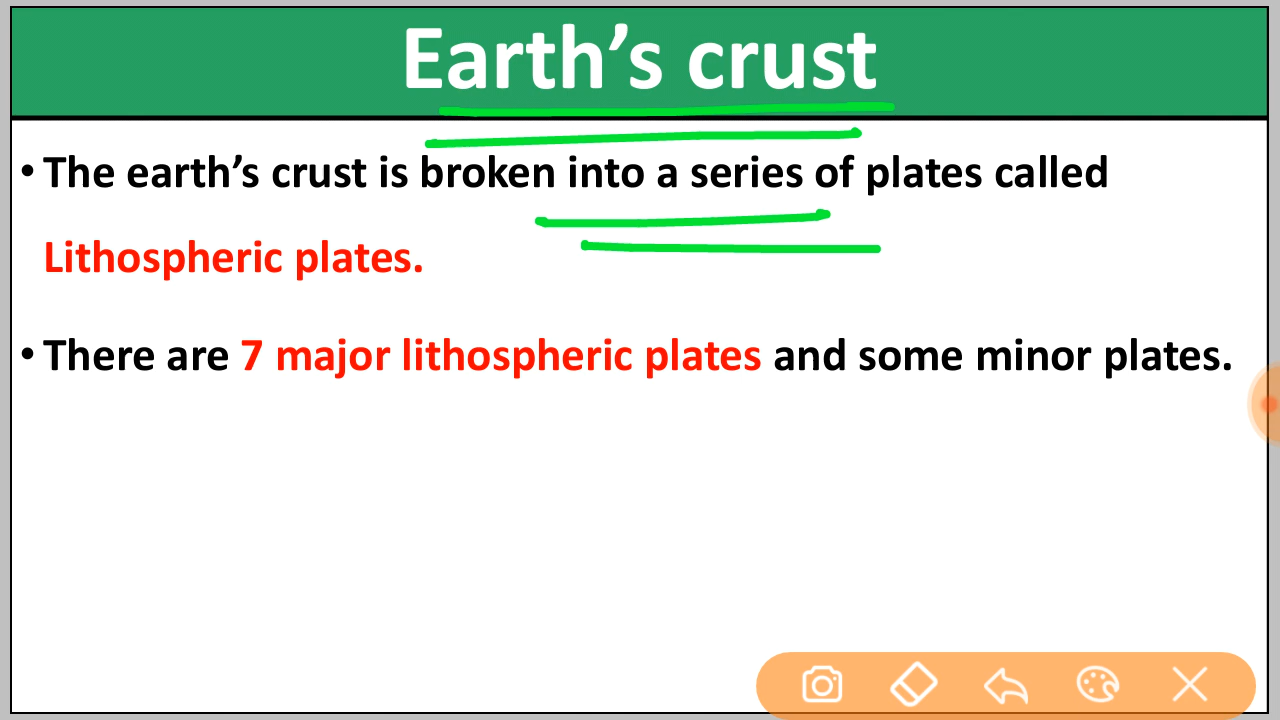 Earth’s crust
• The earth’s crust is broken into a series of plates called
Lithospheric plates.
• There are 7 major lithospheric plates and some minor plates.